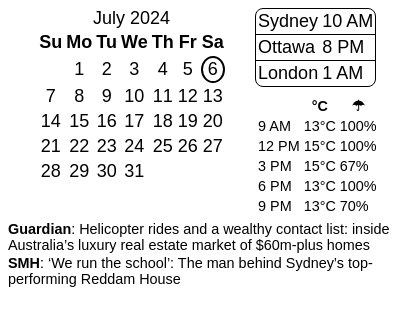 July 2024
Su Mo Tu We Th Fr Sa
1 2 3 4 5 6
7 8 9 10 11 12 13
14 15 16 17 18 19 20
21 22 23 24 25 26 27
28 29 30 31
Sydney 10 AM
Ottawa 8 PM
London 1 AM
°C ☂
9 AM 13°C 100%
12 PM 15°C 100%
3 PM 15°C 67%
6 PM 13°C 100%
9 PM 13°C 70%
Guardian: Helicopter rides and a wealthy contact list: inside
Australia’s luxury real estate market of $60m-plus homes
SMH: ‘We run the school’: The man behind Sydney’s top-
performing Reddam House